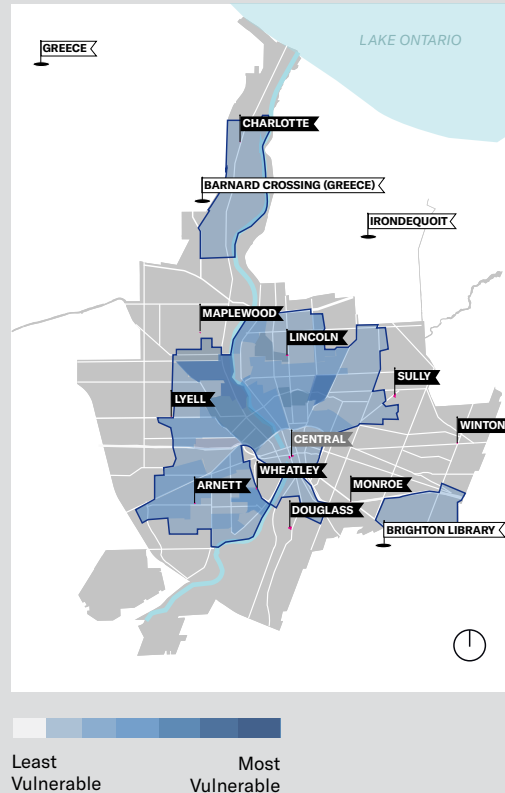 LAKE ONTARIO
GREECE
CHARLOTTE
BARNARD CROSSING (GREECE)
IRONDEQUOIT
MAPLEWOOD
LINCOLN
SULLY
LYELL
WINTON
CENTRAL
WHEATLEY
ARNETT
MONROE
DOUGLASS
BRIGHTON LIBRARY
Least
Vulnerable
Most
Vulnerable